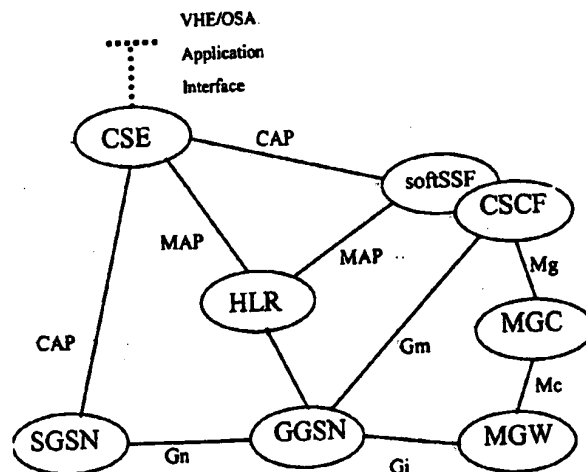 VHE/OSA
Application
Interface
CSE
CAP
softSSF
CSCF
MAP
MAP
Mg
HLR
MGC
CAP
Gm
Mc
SGSN
Gn
GGSN
Gi
MGW